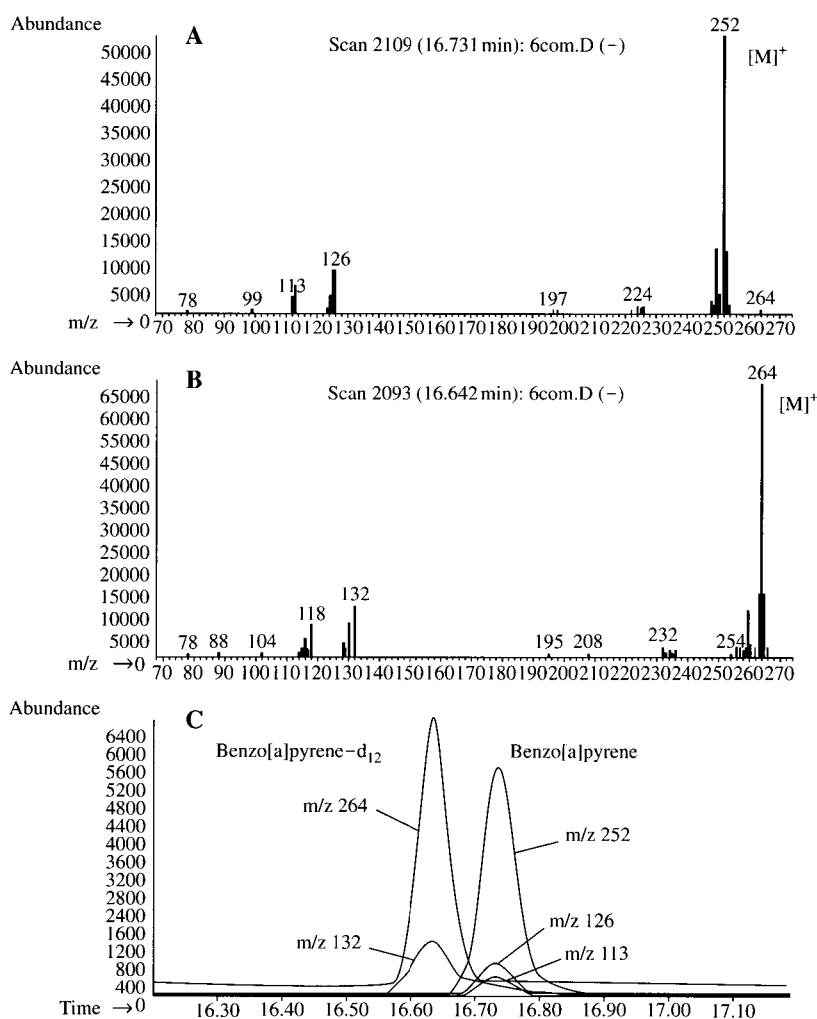 Abundance
A
Scan 2109 (16.731 min): 6com.D (−)
252
[M]+
50000
45000
40000
35000
30000
25000
20000
15000
10000
5000
78
99
113
126
197
224
264
m/z → 0
70 80 90 100 110 120 130 140 150 160 170 180 190 200 210 220 230 240 250 260 270
Abundance
B
Scan 2093 (16.642 min): 6com.D (−)
264
[M]+
65000
60000
55000
50000
45000
40000
35000
30000
25000
20000
15000
10000
5000
78
88
104
118
132
195
208
232
254
m/z → 0
70 80 90 100 110 120 130 140 150 160 170 180 190 200 210 220 230 240 250 260 270
Abundance
C
Benzo[a]pyrene−d12
Benzo[a]pyrene
6400
6000
5600
5200
4800
4400
4000
3600
3200
2800
2400
2000
1600
1200
800
400
m/z 264
m/z 252
m/z 132
m/z 126
m/z 113
Time → 0
16.30 16.40 16.50 16.60 16.70 16.80 16.90 17.00 17.10